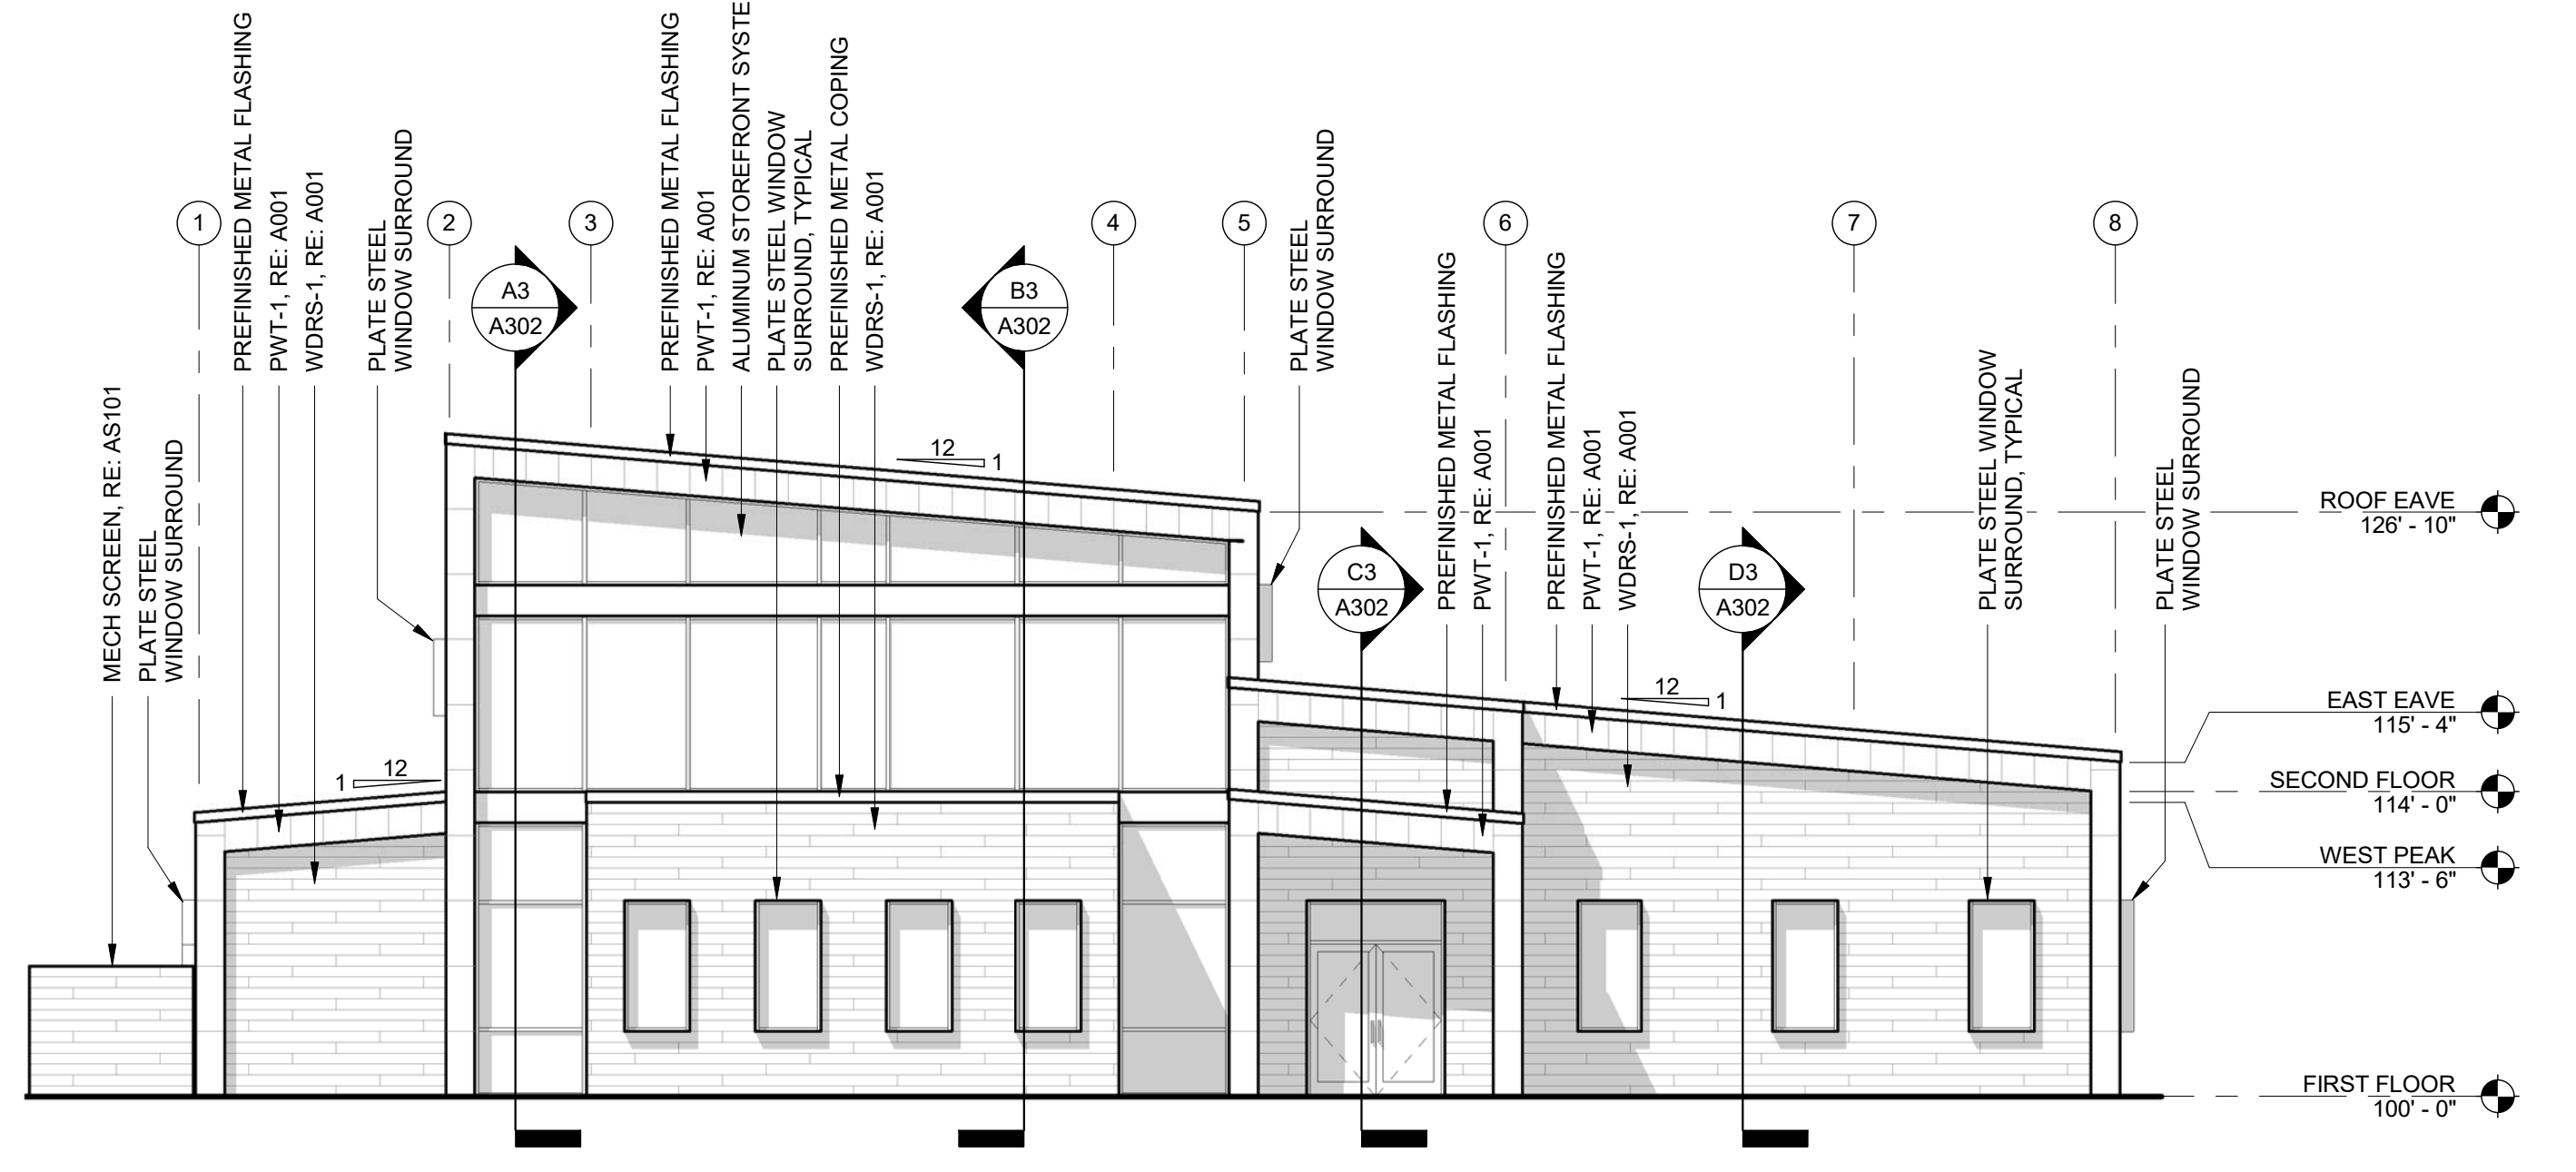 PREFINISHED METAL FLASHING
PWT-1, RE: A001
WDRS-1, RE: A001
PLATE STEEL
WINDOW SURROUND
PREFINISHED METAL FLASHING
PWT-1, RE: A001
ALUMINUM STOREFRONT SYSTE
PLATE STEEL WINDOW
SURROUND, TYPICAL
PREFINISHED METAL COPING
WDRS-1, RE: A001
PLATE STEEL
WINDOW SURROUND
1
2
3
4
5
6
7
8
A3
A302
B3
A302
MECH SCREEN, RE: AS101
PLATE STEEL
WINDOW SURROUND
PREFINISHED METAL FLASHING
PWT-1, RE: A001
PREFINISHED METAL FLASHING
PWT-1, RE: A001
WDRS-1, RE: A001
PLATE STEEL WINDOW
SURROUND, TYPICAL
PLATE STEEL
WINDOW SURROUND
12
1
C3
A302
D3
A302
12
1
1
12
ROOF EAVE
126' - 10"
EAST EAVE
115' - 4"
SECOND FLOOR
114' - 0"
WEST PEAK
113' - 6"
FIRST FLOOR
100' - 0"